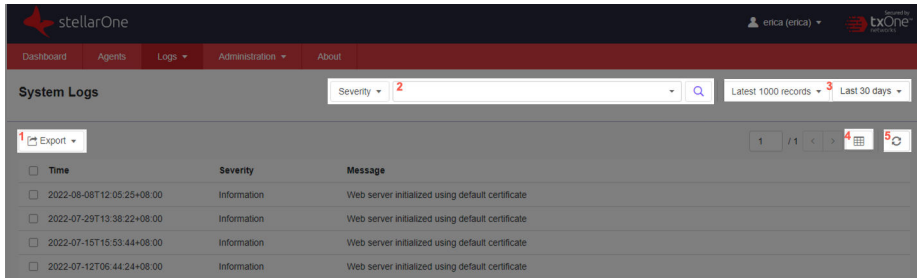 stellarOne
erica (erica)
Secured by
txOne
networks
Dashboard Agents Logs Administration About
System Logs
Severity 2
Latest 1000 records 3 Last 30 days
1 Export
1 / 1 < > 4 5
Time Severity Message
2022-08-08T12:05:25+08:00 Information Web server initialized using default certificate
2022-07-29T13:38:22+08:00 Information Web server initialized using default certificate
2022-07-15T15:53:44+08:00 Information Web server initialized using default certificate
2022-07-12T06:44:24+08:00 Information Web server initialized using default certificate